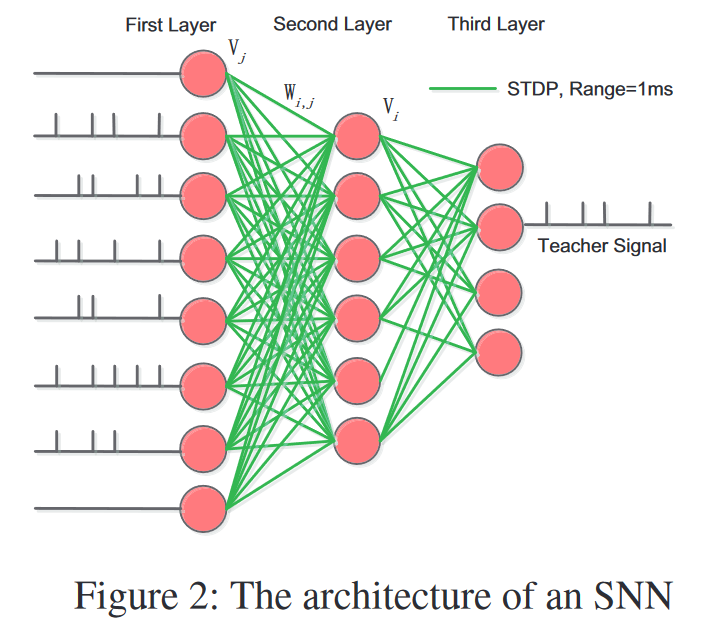 First Layer
Second Layer
Third Layer
V_j
W_{i,j}
V_i
STDP, Range=1ms
Teacher Signal
Figure 2: The architecture of an SNN